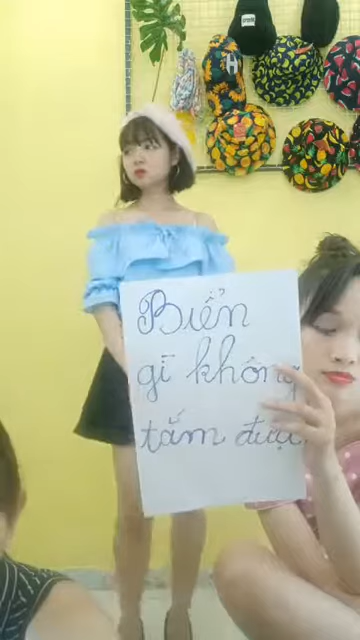 Biển
gì không
tắm được